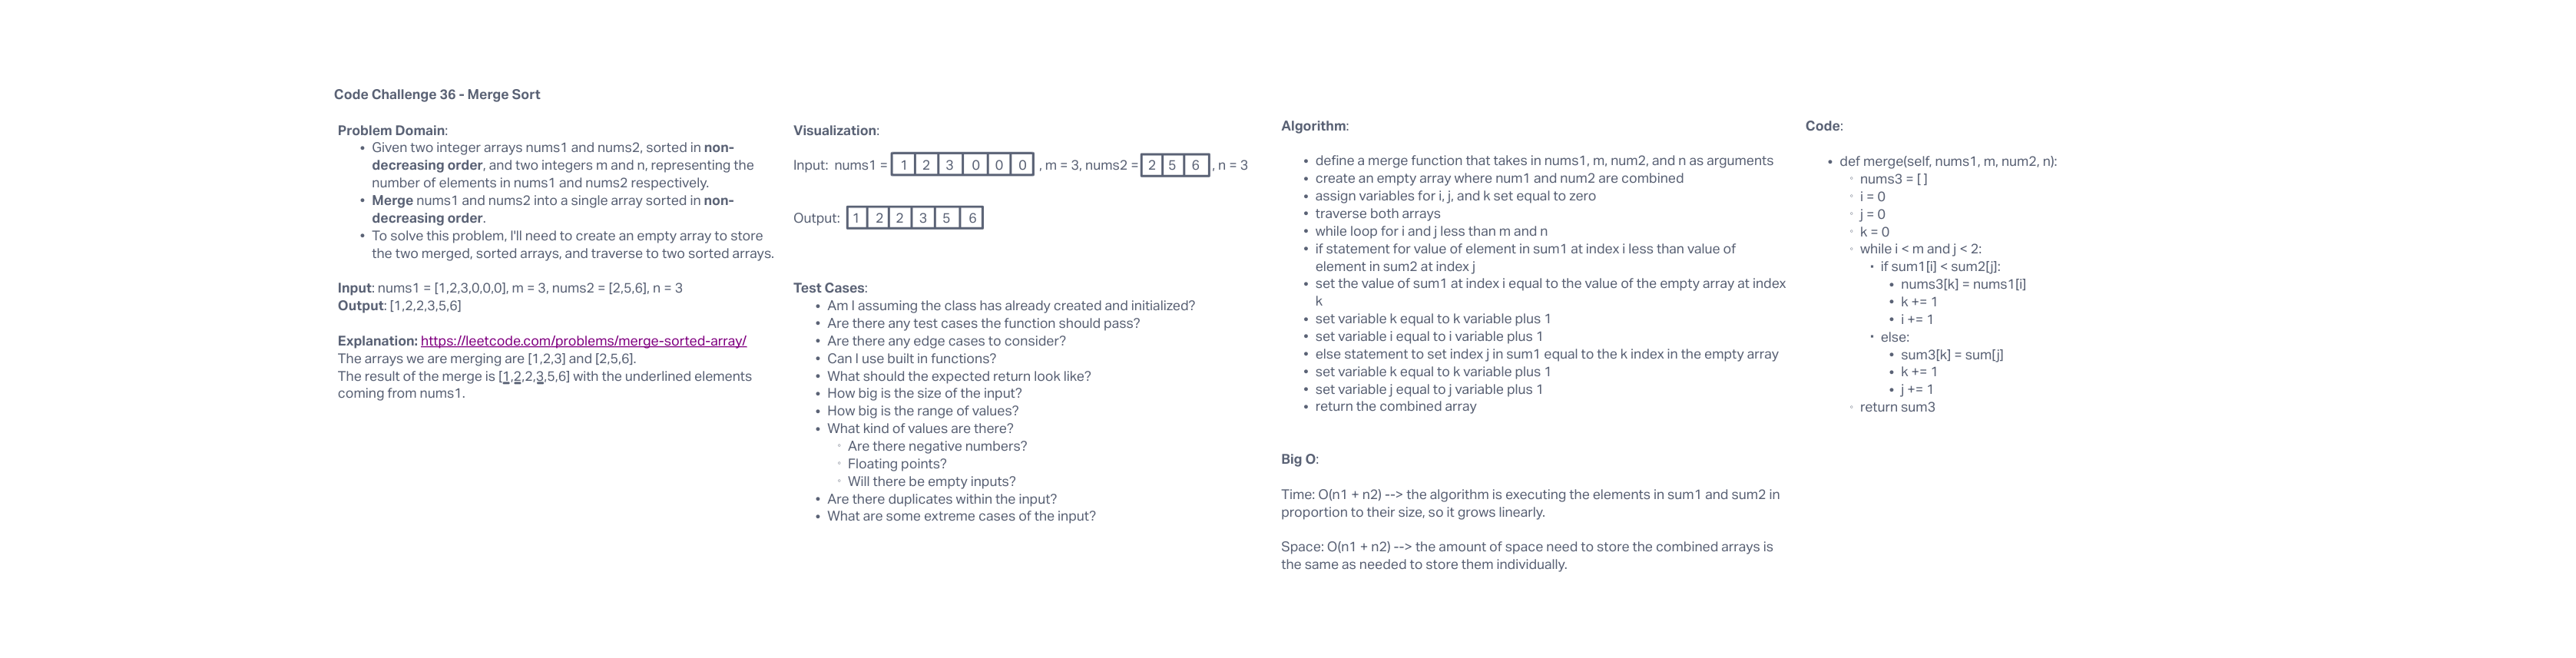 Code Challenge 36 - Merge Sort
Problem Domain:
• Given two integer arrays nums1 and nums2, sorted in non-
decreasing order, and two integers m and n, representing the
number of elements in nums1 and nums2 respectively.
• Merge nums1 and nums2 into a single array sorted in non-
decreasing order.
• To solve this problem, I'll need to create an empty array to store
the two merged, sorted arrays, and traverse to two sorted arrays.
Input: nums1 = [1,2,3,0,0,0], m = 3, nums2 = [2,5,6], n = 3
Output: [1,2,2,3,5,6]
Explanation: https://leetcode.com/problems/merge-sorted-array/
The arrays we are merging are [1,2,3] and [2,5,6].
The result of the merge is [1,2,2,3,5,6] with the underlined elements
coming from nums1.
Visualization:
Input: nums1 = 1 2 3 0 0 0 , m = 3, nums2 = 2 5 6 , n = 3
Output: 1 2 2 3 5 6
Test Cases:
• Am I assuming the class has already created and initialized?
• Are there any test cases the function should pass?
• Are there any edge cases to consider?
• Can I use built in functions?
• What should the expected return look like?
• How big is the size of the input?
• How big is the range of values?
• What kind of values are there?
◦ Are there negative numbers?
◦ Floating points?
◦ Will there be empty inputs?
• Are there duplicates within the input?
• What are some extreme cases of the input?
Algorithm:
• define a merge function that takes in nums1, m, num2, and n as arguments
• create an empty array where num1 and num2 are combined
• assign variables for i, j, and k set equal to zero
• traverse both arrays
• while loop for i and j less than m and n
• if statement for value of element in sum1 at index i less than value of
element in sum2 at index j
• set the value of sum1 at index i equal to the value of the empty array at index
k
• set variable k equal to k variable plus 1
• set variable i equal to i variable plus 1
• else statement to set index j in sum1 equal to the k index in the empty array
• set variable k equal to k variable plus 1
• set variable j equal to j variable plus 1
• return the combined array
Big O:
Time: O(n1 + n2) --> the algorithm is executing the elements in sum1 and sum2 in
proportion to their size, so it grows linearly.
Space: O(n1 + n2) --> the amount of space need to store the combined arrays is
the same as needed to store them individually.
Code:
• def merge(self, nums1, m, num2, n):
◦ nums3 = [ ]
◦ i = 0
◦ j = 0
◦ k = 0
◦ while i < m and j < 2:
▪ if sum1[i] < sum2[j]:
• nums3[k] = nums1[i]
• k += 1
• i += 1
▪ else:
• sum3[k] = sum[j]
• k += 1
• j += 1
◦ return sum3